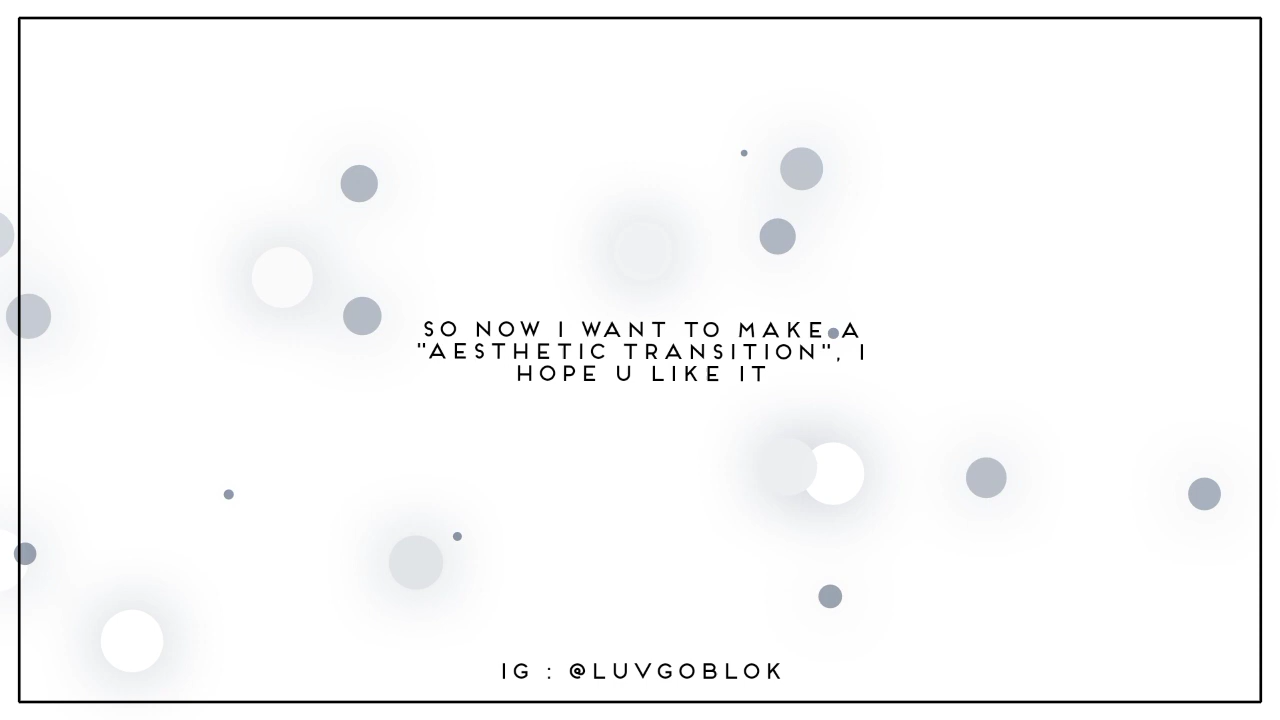 SO NOW I WANT TO MAKE A
"AESTHETIC TRANSITION", I
HOPE U LIKE IT
IG : @LUVGOBLOK